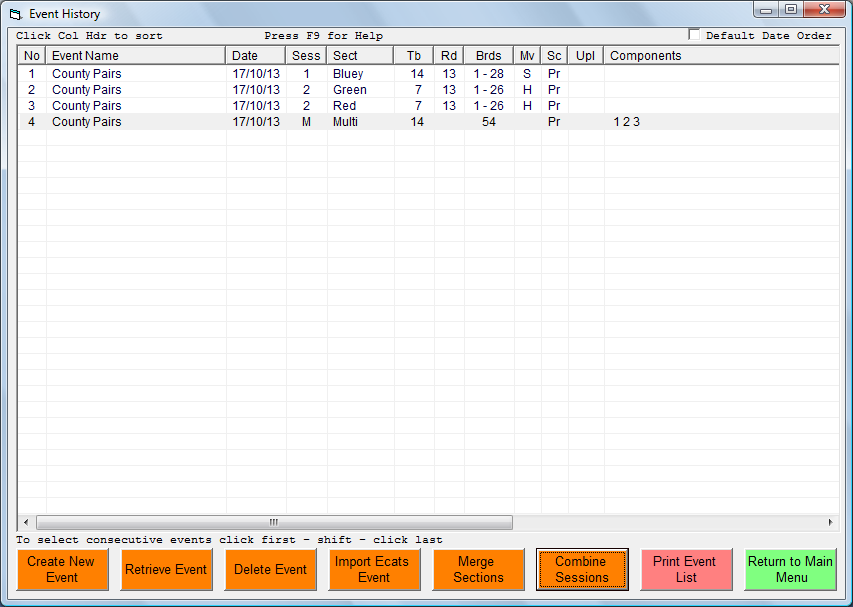 Event History
Click Col Hdr to sort Press F9 for Help Default Date Order
No Event Name Date Sess Sect Tb Rd Brds Mv Sc Upl Components
1 County Pairs 17/10/13 1 Bluey 14 13 1 - 28 S Pr
2 County Pairs 17/10/13 2 Green 7 13 1 - 26 H Pr
3 County Pairs 17/10/13 2 Red 7 13 1 - 26 H Pr
4 County Pairs 17/10/13 M Multi 14 54 Pr 1 2 3
To select consecutive events click first - shift - click last
Create New
Event
Retrieve Event
Delete Event
Import Ecats
Event
Merge
Sections
Combine
Sessions
Print Event
List
Return to Main
Menu